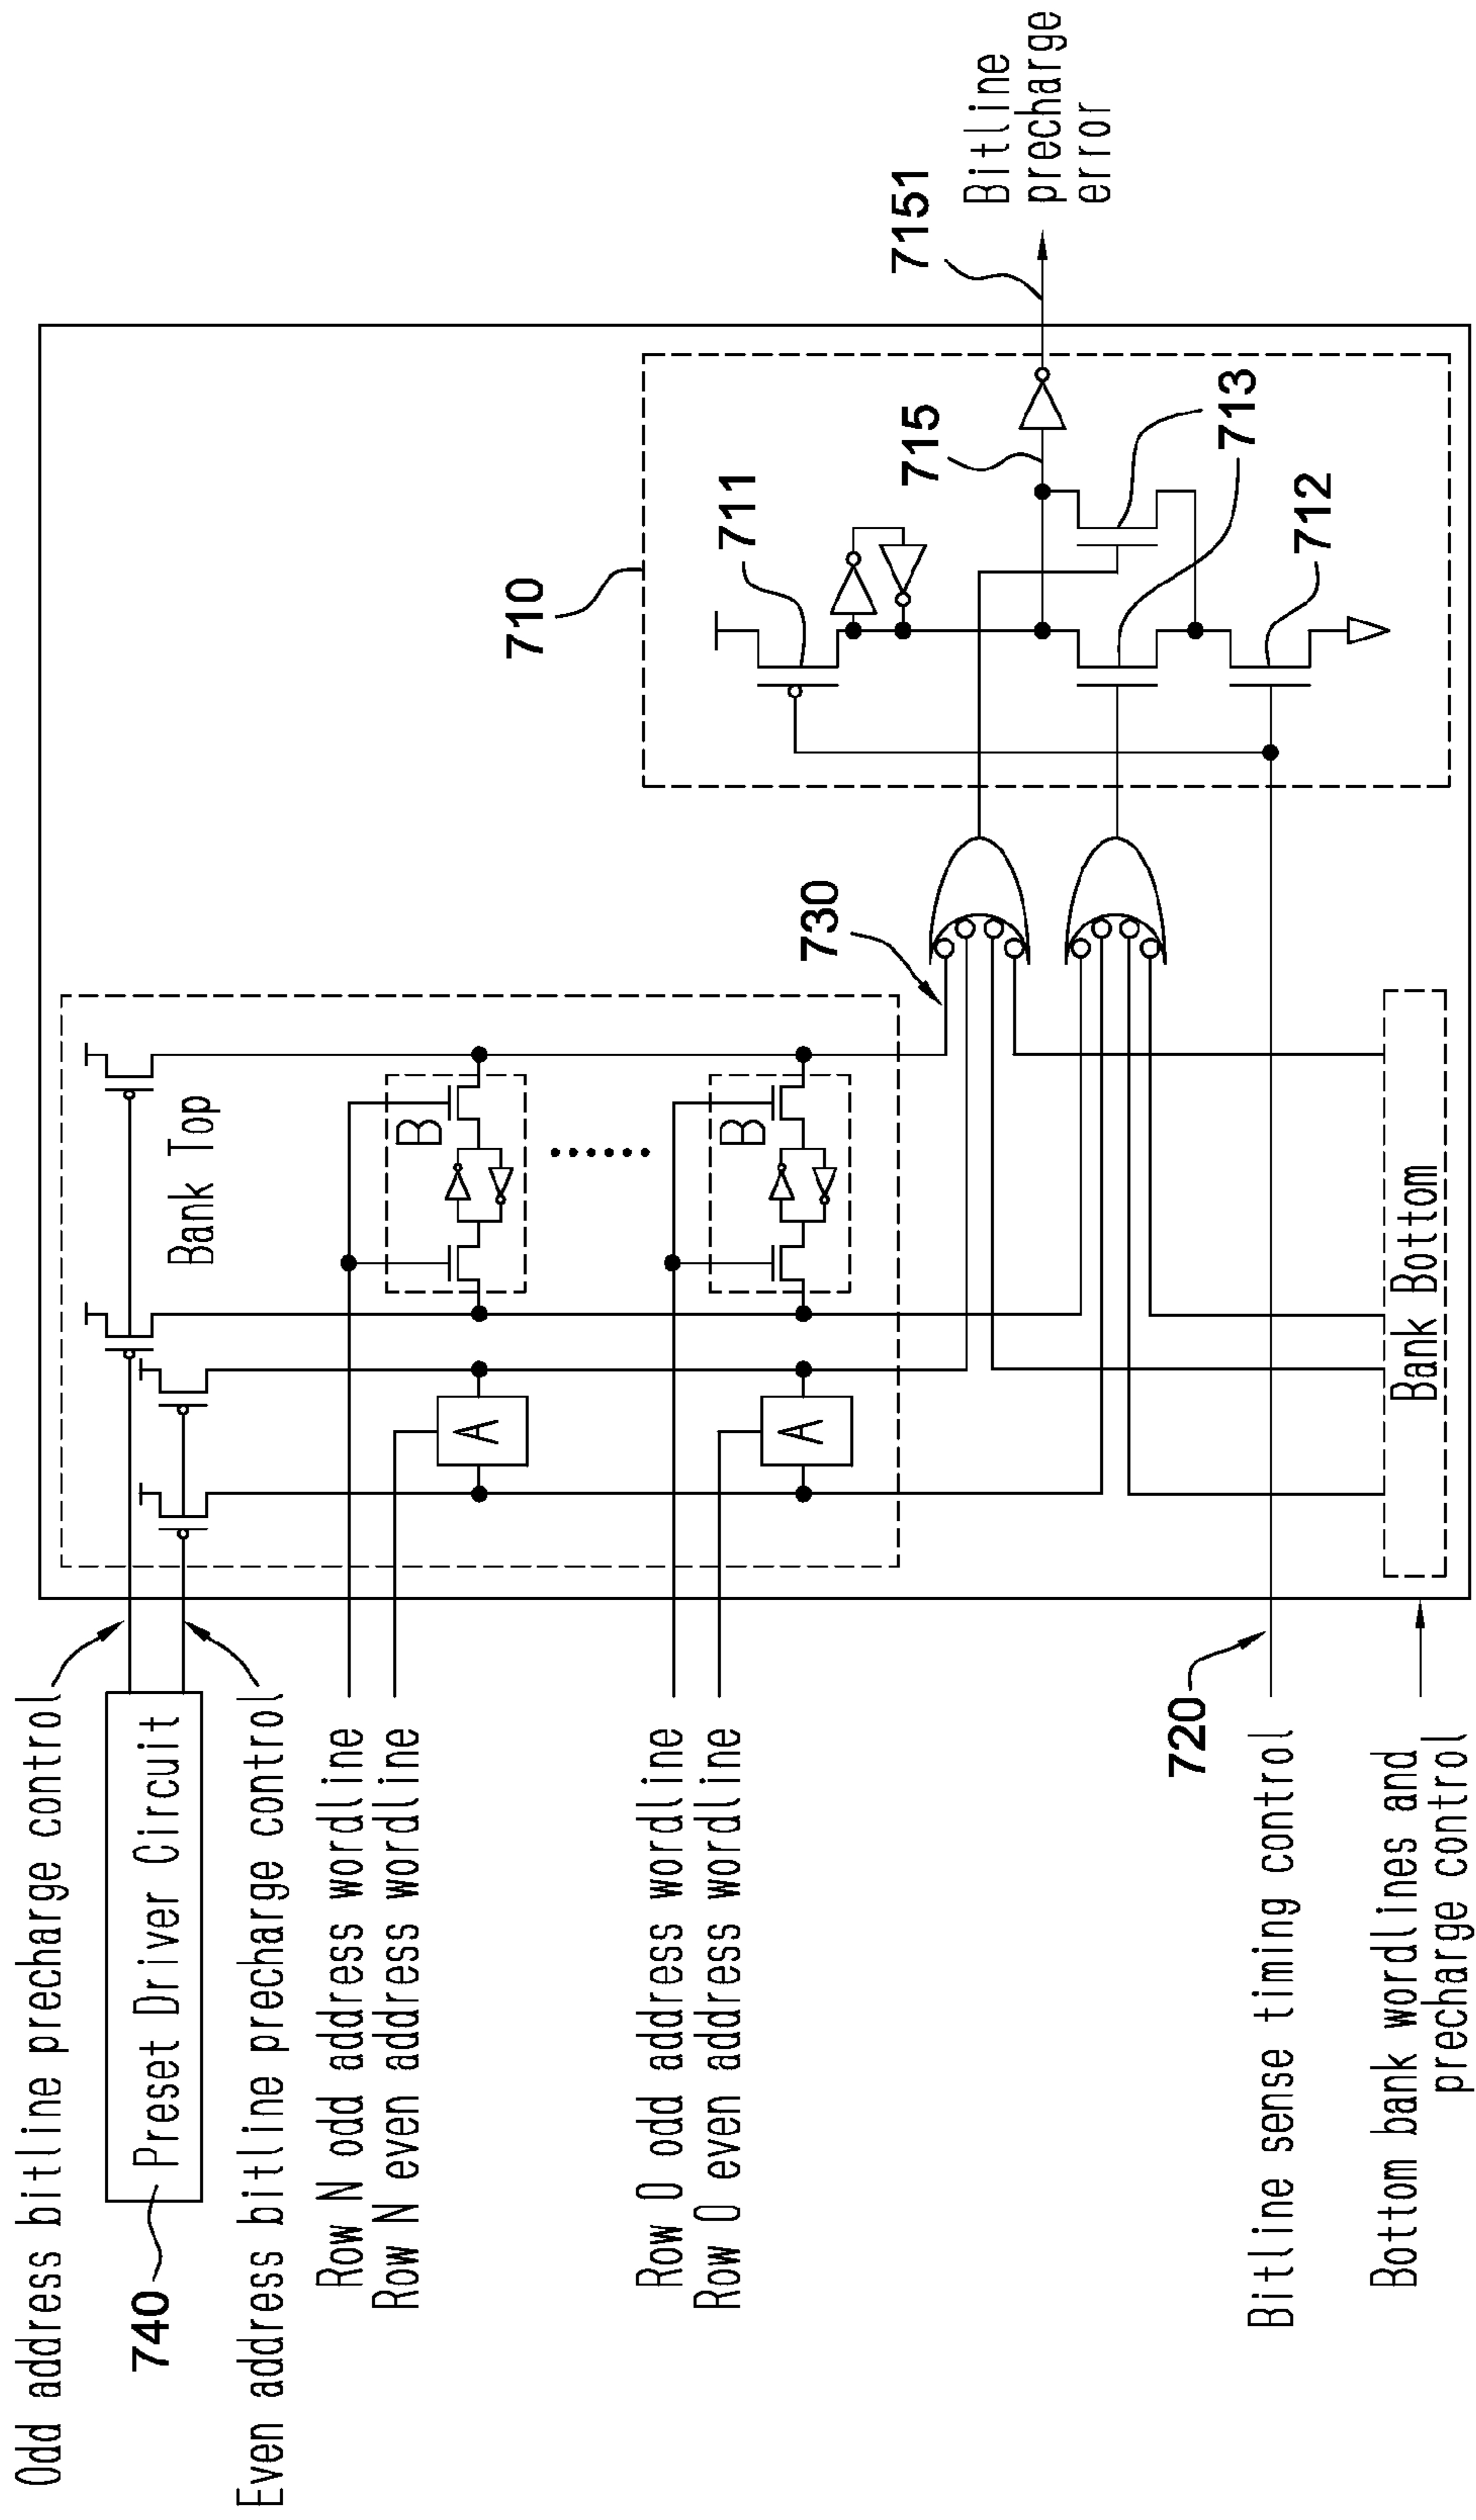 Odd address bitline precharge control
Preset Driver Circuit
740
Even address bitline precharge control
Row N odd address wordline
Row N even address wordline
Row 0 odd address wordline
Row 0 even address wordline
720
Bitline sense timing control
Bottom bank wordlines and
precharge control
Bank Top
B
B
A
A
Bank Bottom
730
710
711
715
713
712
7151
Bitline
precharge
error